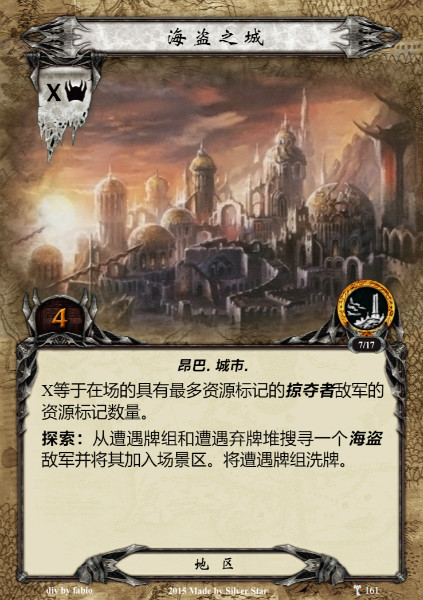 海盗之城
X
4
7/17
昂巴. 城市.
X等于在场的具有最多资源标记的掠夺者敌军的
资源标记数量。
探索：从遭遇牌组和遭遇弃牌堆搜寻一个海盗
敌军并将其加入场景区。将遭遇牌组洗牌。
地区
diy by fabio
2015 Made by Silver Star
161